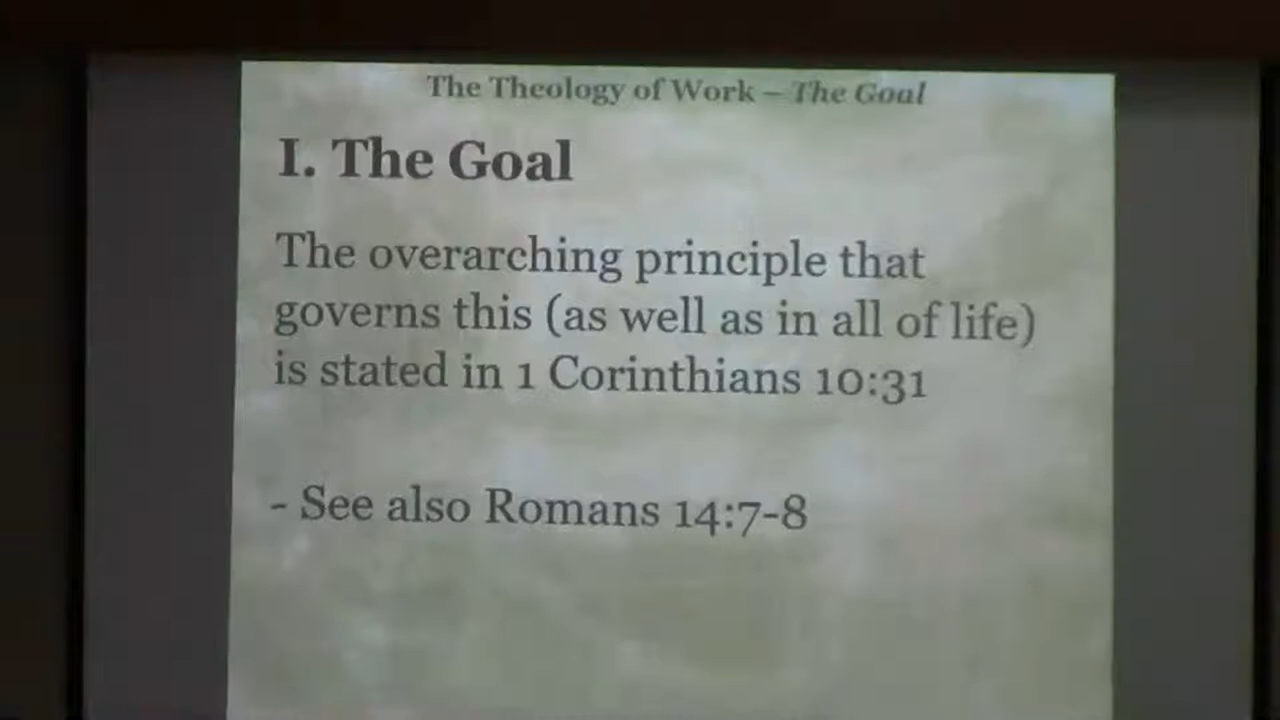 The Theology of Work – The Goal
I. The Goal
The overarching principle that
governs this (as well as in all of life)
is stated in 1 Corinthians 10:31
- See also Romans 14:7-8